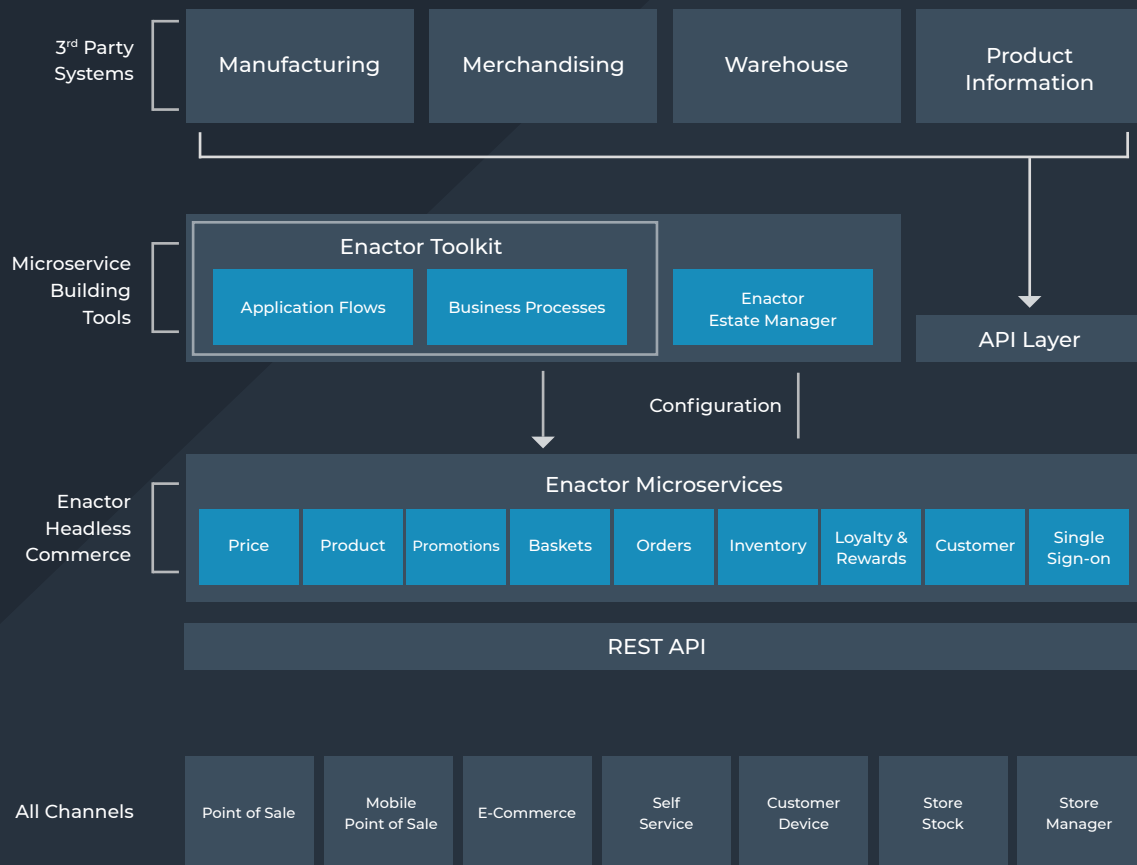 3rd Party
Systems
Manufacturing
Merchandising
Warehouse
Product
Information
Microservice
Building
Tools
Enactor Toolkit
Application Flows
Business Processes
Enactor
Estate Manager
API Layer
Configuration
Enactor
Headless
Commerce
Enactor Microservices
Price
Product
Promotions
Baskets
Orders
Inventory
Loyalty &
Rewards
Customer
Single
Sign-on
REST API
All Channels
Point of Sale
Mobile
Point of Sale
E-Commerce
Self
Service
Customer
Device
Store
Stock
Store
Manager